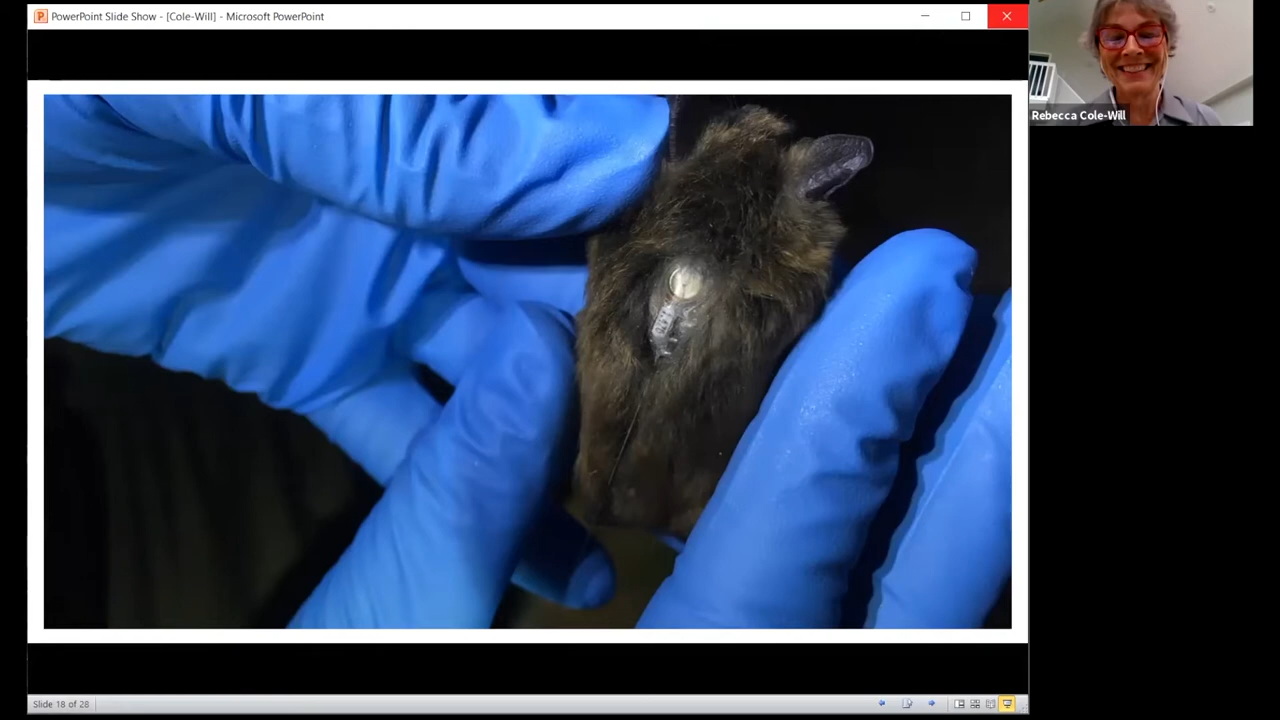 PowerPoint Slide Show - [Cole-Will] - Microsoft PowerPoint
Rebecca Cole-Will
Slide 18 of 28